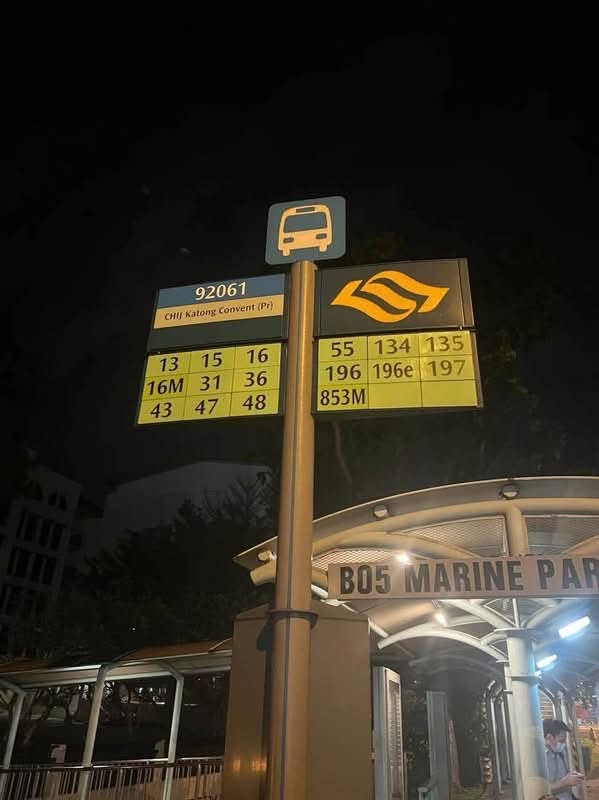 92061
CHIJ Katong Convent (Pr)
13 15 16
16M 31 36
43 47 48
55 134 135
196 196e 197
853M
B05 MARINE PAR